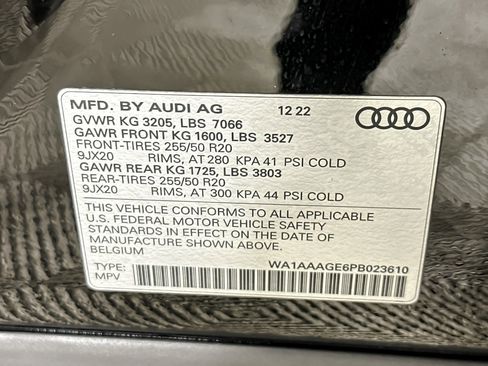 MFD. BY AUDI AG 12 22
GVWR KG 3205, LBS 7066
GAWR FRONT KG 1600, LBS 3527
FRONT-TIRES 255/50 R20
9JX20 RIMS, AT 280 KPA 41 PSI COLD
GAWR REAR KG 1725, LBS 3803
REAR-TIRES 255/50 R20
9JX20 RIMS, AT 300 KPA 44 PSI COLD
THIS VEHICLE CONFORMS TO ALL APPLICABLE
U.S. FEDERAL MOTOR VEHICLE SAFETY
STANDARDS IN EFFECT ON THE DATE OF
MANUFACTURE SHOWN ABOVE.
BELGIUM
TYPE: WA1AAAGE6PB023610
MPV